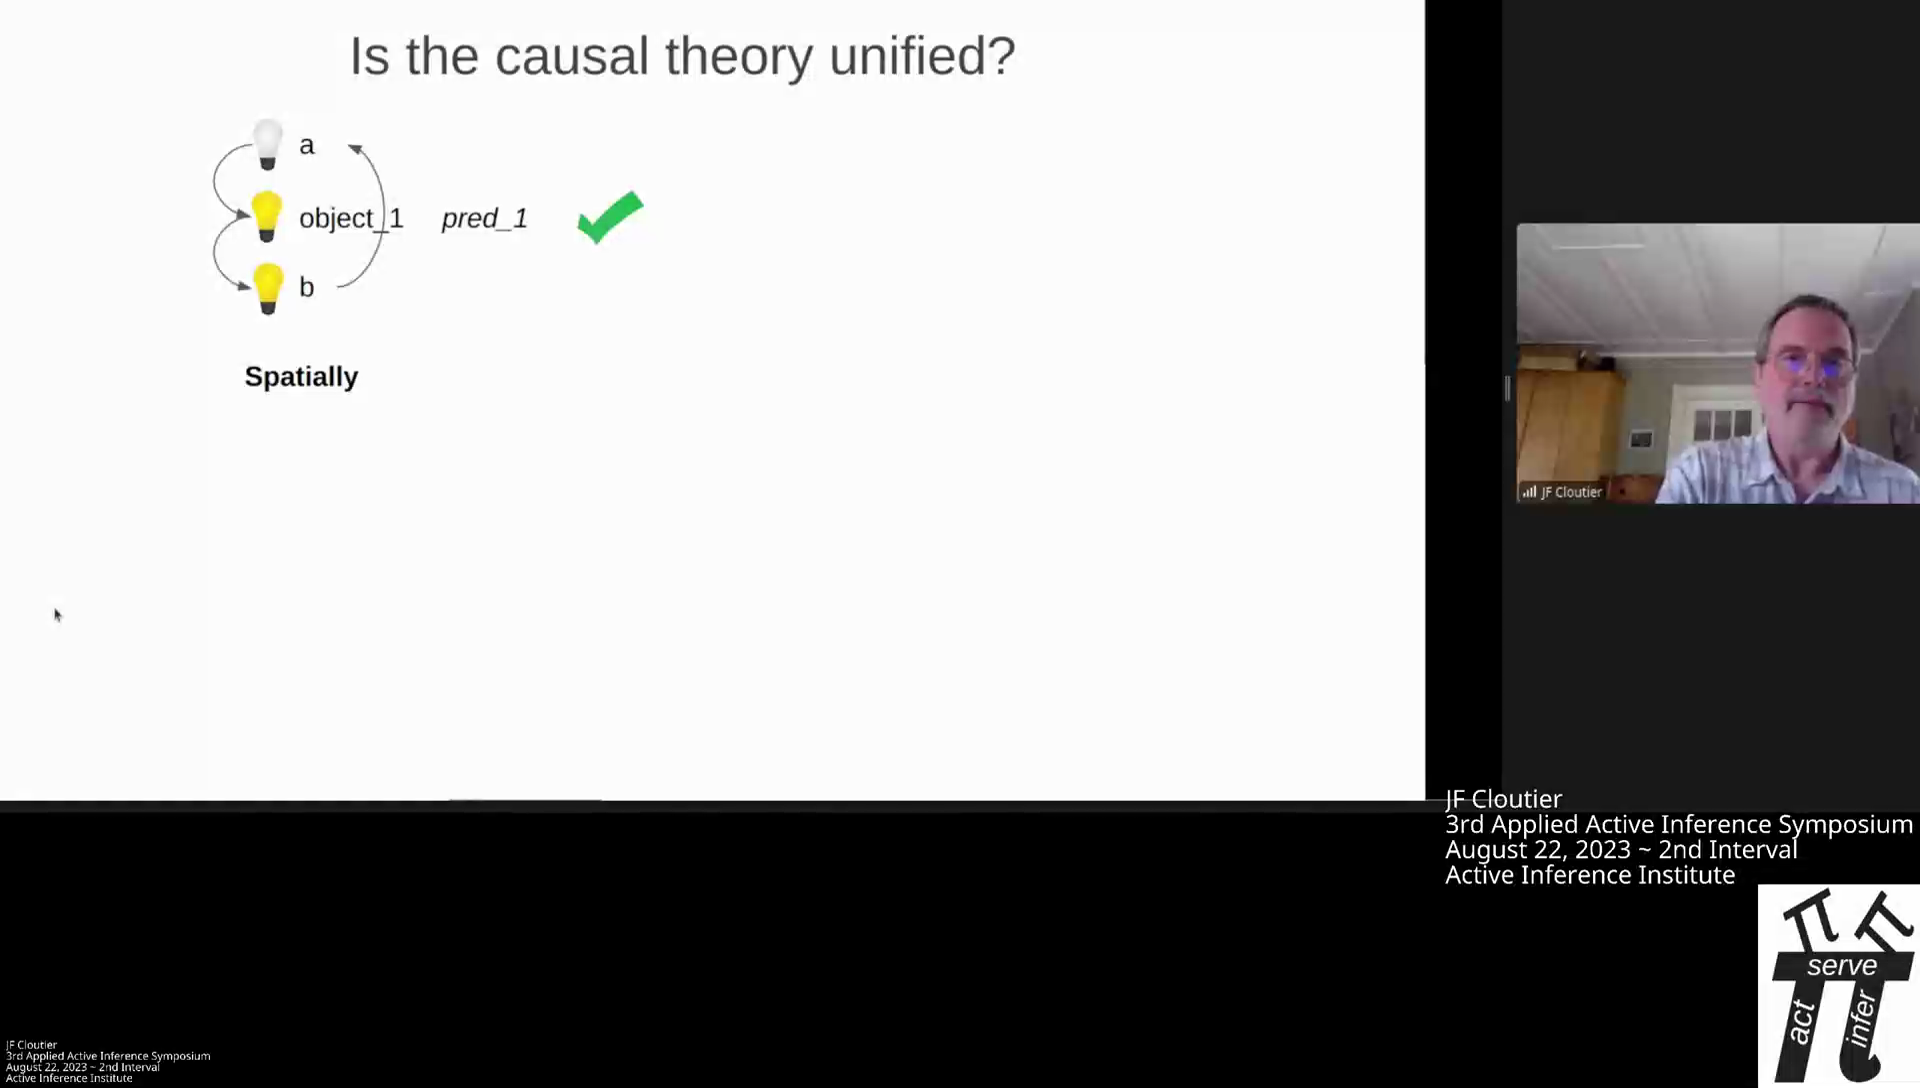 Is the causal theory unified?
a
object_1 pred_1
b
Spatially
JF Cloutier
JF Cloutier
3rd Applied Active Inference Symposium
August 22, 2023 ~ 2nd Interval
Active Inference Institute
serve
act
infer
JF Cloutier
3rd Applied Active Inference Symposium
August 22, 2023 ~ 2nd Interval
Active Inference Institute